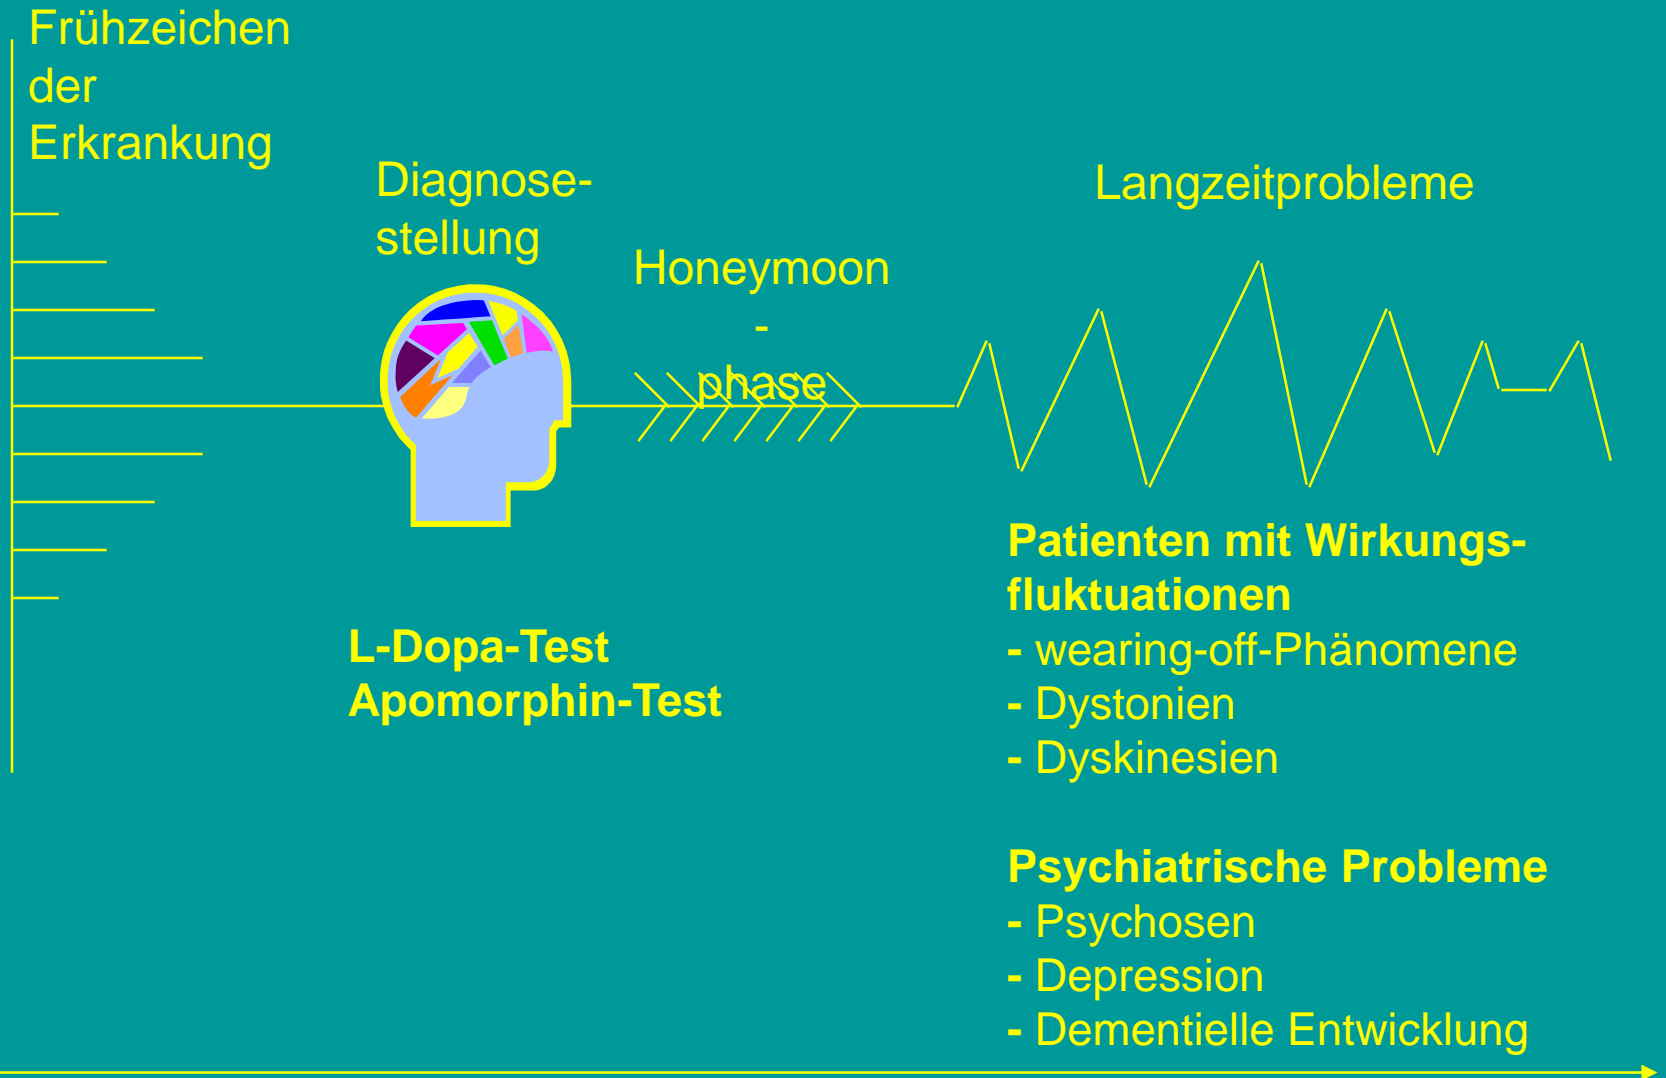 Frühzeichen
der
Erkrankung
Diagnose-
stellung
Honeymoon
-
phase
Langzeitprobleme
L-Dopa-Test
Apomorphin-Test
Patienten mit Wirkungs-
fluktuationen
- wearing-off-Phänomene
- Dystonien
- Dyskinesien
Psychiatrische Probleme
- Psychosen
- Depression
- Dementielle Entwicklung